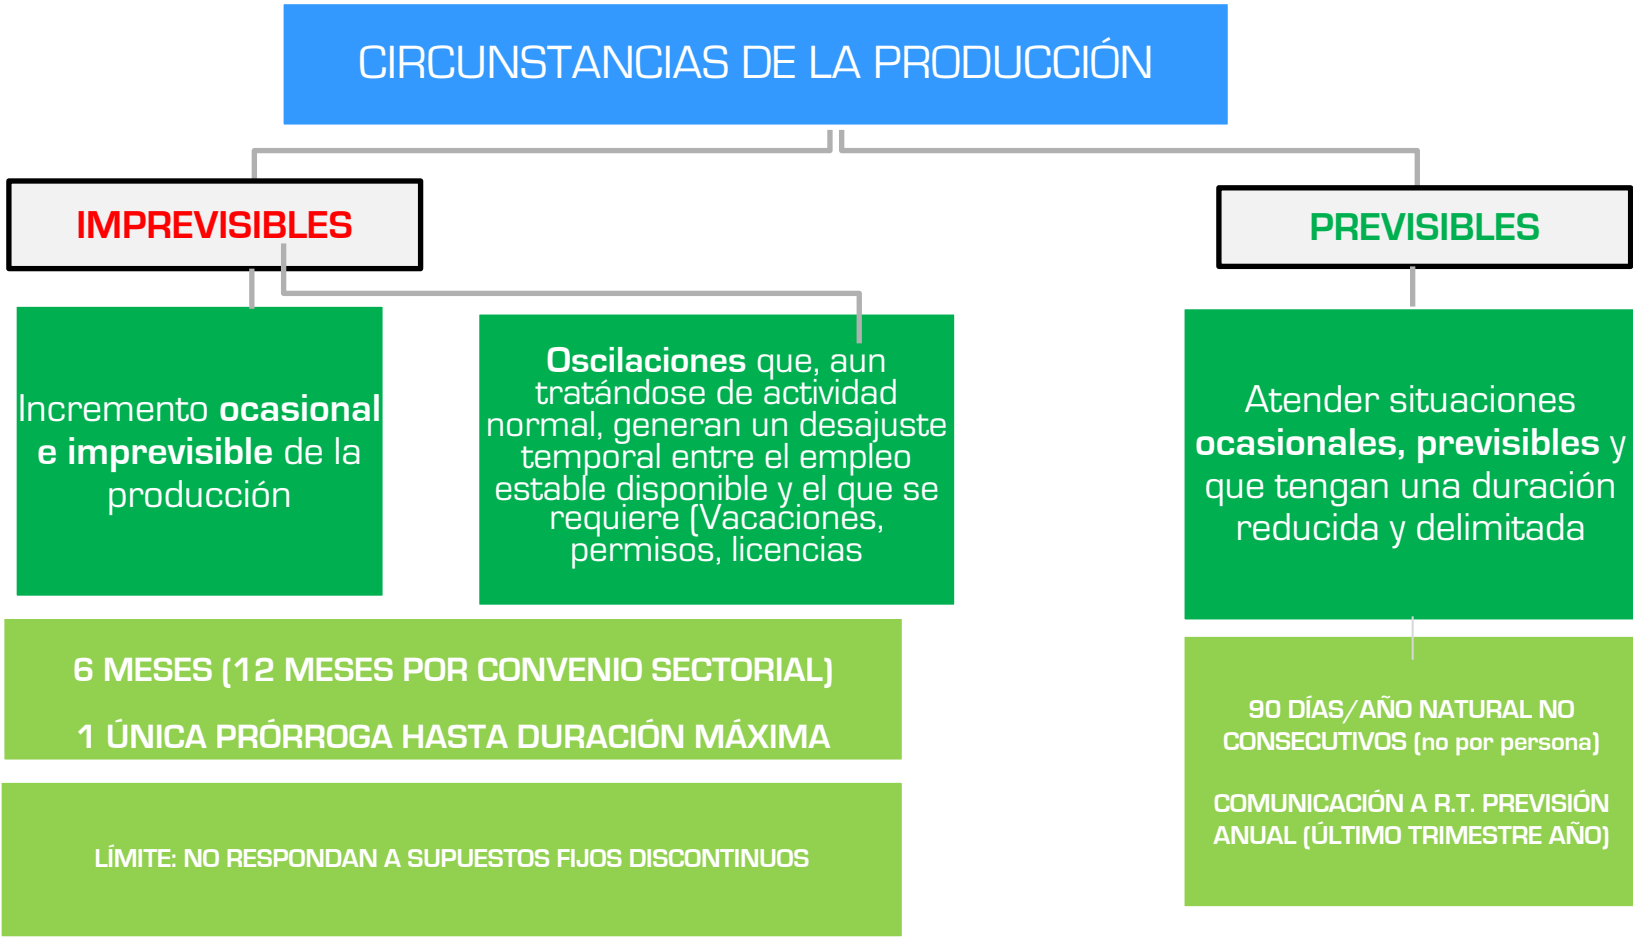 CIRCUNSTANCIAS DE LA PRODUCCIÓN
IMPREVISIBLES
PREVISIBLES
Incremento ocasional
e imprevisible de la
producción
Oscilaciones que, aun
tratándose de actividad
normal, generan un desajuste
temporal entre el empleo
estable disponible y el que se
requiere (Vacaciones,
permisos, licencias
Atender situaciones
ocasionales, previsibles y
que tengan una duración
reducida y delimitada
6 MESES (12 MESES POR CONVENIO SECTORIAL)
1 ÚNICA PRÓRROGA HASTA DURACIÓN MÁXIMA
LÍMITE: NO RESPONDAN A SUPUESTOS FIJOS DISCONTINUOS
90 DÍAS/AÑO NATURAL NO
CONSECUTIVOS (no por persona)
COMUNICACIÓN A R.T. PREVISIÓN
ANUAL (ÚLTIMO TRIMESTRE AÑO)